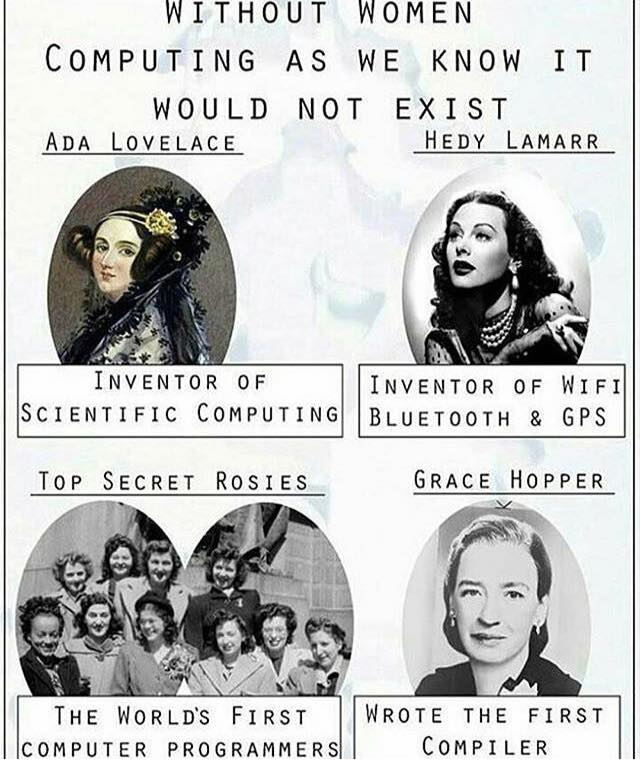 WITHOUT WOMEN
COMPUTING AS WE KNOW IT
WOULD NOT EXIST
ADA LOVELACE
HEDY LAMARR
INVENTOR OF
SCIENTIFIC COMPUTING
INVENTOR OF WIFI
BLUETOOTH & GPS
TOP SECRET ROSIES
GRACE HOPPER
THE WORLD'S FIRST
COMPUTER PROGRAMMERS
WROTE THE FIRST
COMPILER